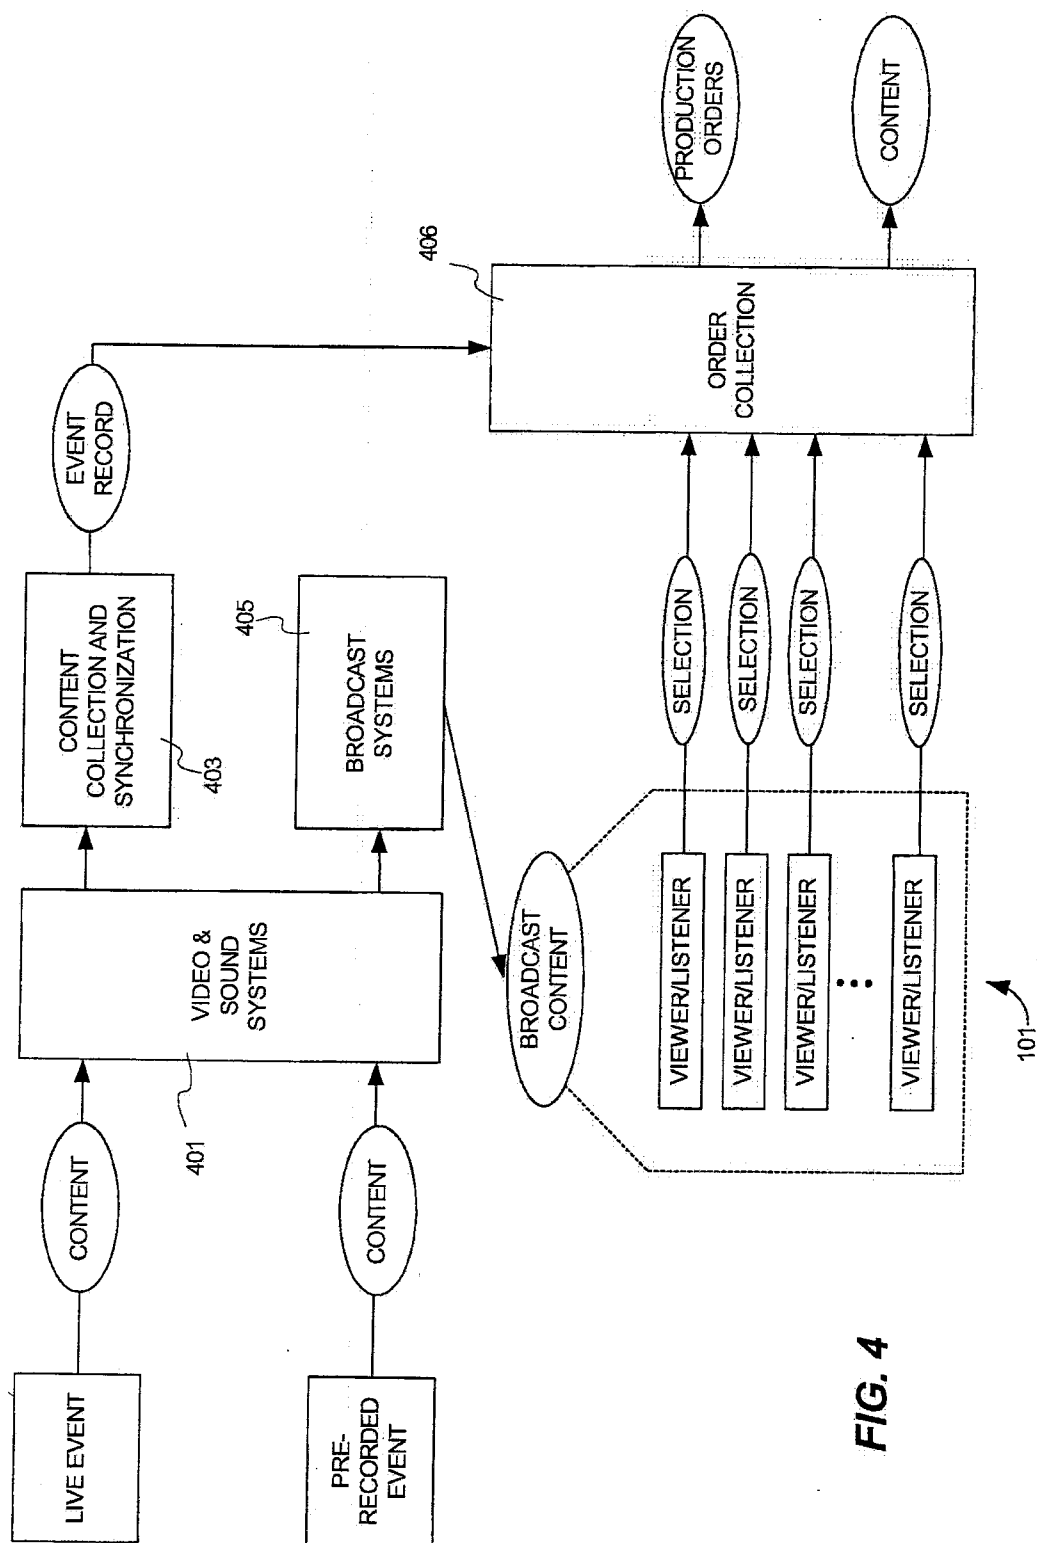 LIVE EVENT
CONTENT
PRE-
RECORDED
EVENT
CONTENT
401
VIDEO &
SOUND
SYSTEMS
CONTENT
COLLECTION AND
SYNCHRONIZATION
403
EVENT
RECORD
405
BROADCAST
SYSTEMS
BROADCAST
CONTENT
VIEWER/LISTENER
SELECTION
VIEWER/LISTENER
SELECTION
VIEWER/LISTENER
SELECTION
VIEWER/LISTENER
SELECTION
101
406
ORDER
COLLECTION
PRODUCTION
ORDERS
CONTENT
FIG. 4